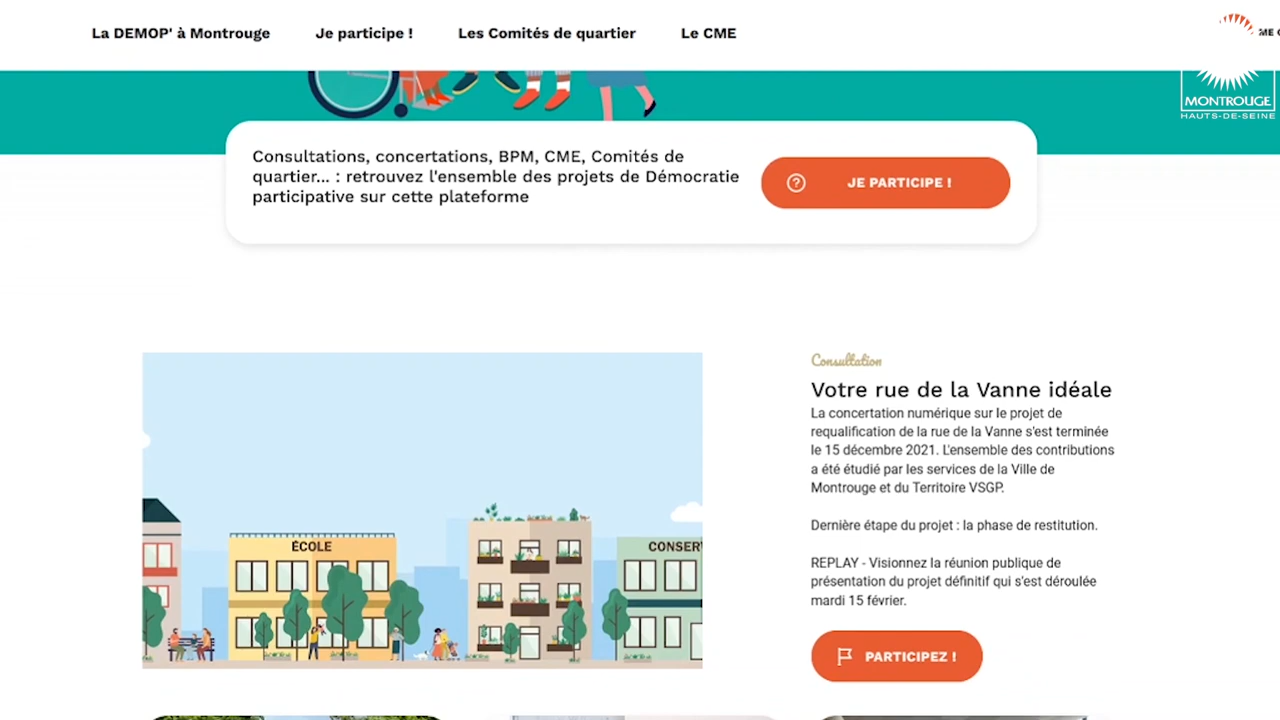 La DEMOP' à Montrouge
Je participe !
Les Comités de quartier
Le CME
MONTROUGE
HAUTS-DE-SEINE
Consultations, concertations, BPM, CME, Comités de
quartier... : retrouvez l'ensemble des projets de Démocratie
participative sur cette plateforme
JE PARTICIPE !
Consultation
Votre rue de la Vanne idéale
La concertation numérique sur le projet de
requalification de la rue de la Vanne s'est terminée
le 15 décembre 2021. L'ensemble des contributions
a été étudié par les services de la Ville de
Montrouge et du Territoire VSGP.
Dernière étape du projet : la phase de restitution.
REPLAY - Visionnez la réunion publique de
présentation du projet définitif qui s'est déroulée
mardi 15 février.
PARTICIPEZ !
ÉCOLE
CONSERV